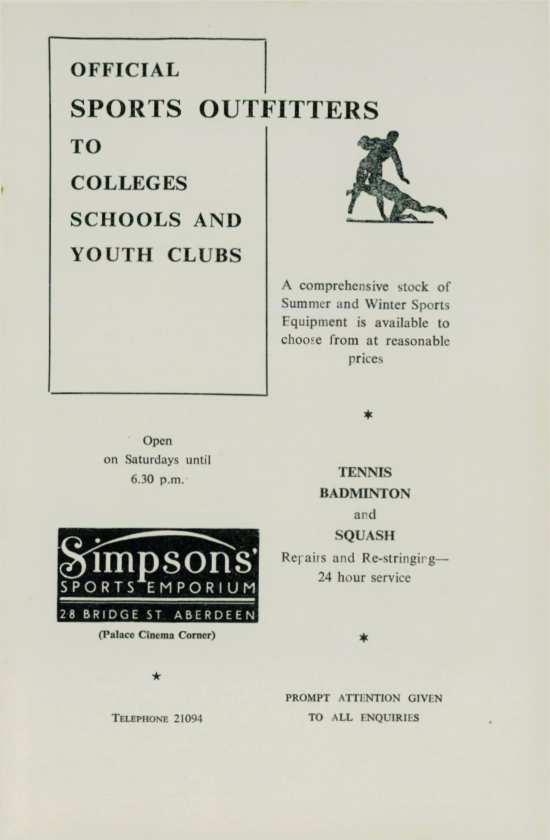 OFFICIAL
SPORTS OUTFITTERS
TO
COLLEGES
SCHOOLS AND
YOUTH CLUBS
A comprehensive stock of
Summer and Winter Sports
Equipment is available to
choose from at reasonable
prices
*
Open
on Saturdays until
6.30 p.m.
Simpsons'
SPORTS EMPORIUM
28 BRIDGE ST. ABERDEEN
(Palace Cinema Corner)
★
TELEPHONE 21094
TENNIS
BADMINTON
and
SQUASH
Repairs and Re-stringing—
24 hour service
*
PROMPT ATTENTION GIVEN
TO ALL ENQUIRIES